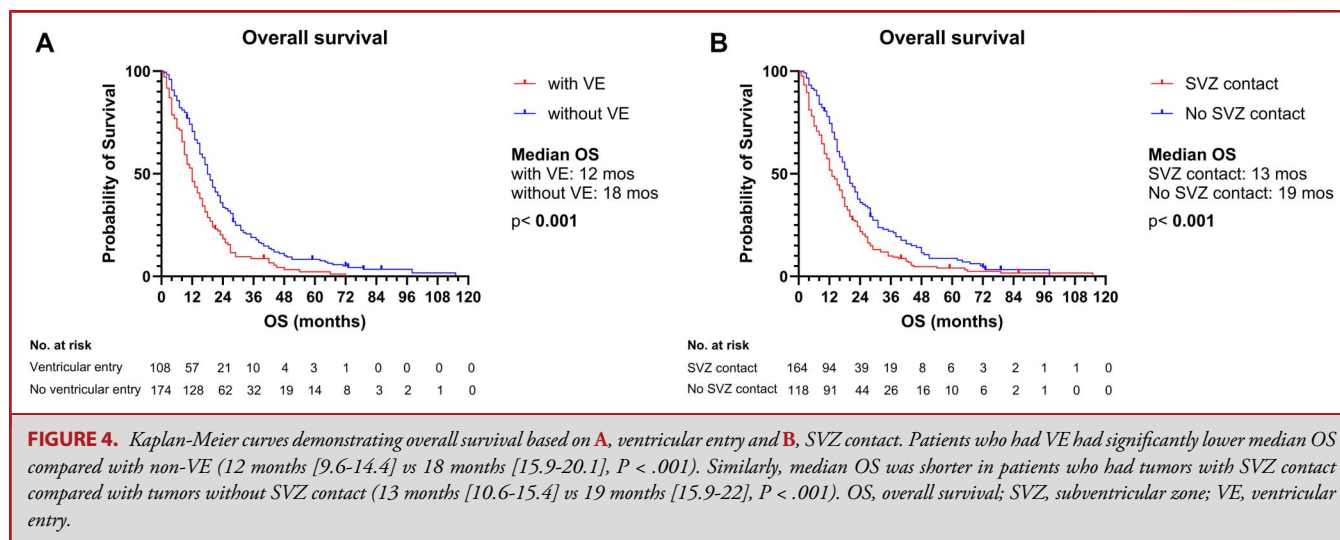 A
Overall survival
Probability of Survival
100
50
0
0 12 24 36 48 60 72 84 96 108 120
OS (months)
with VE
without VE
Median OS
with VE: 12 mos
without VE: 18 mos
p< 0.001
No. at risk
Ventricular entry 108 57 21 10 4 3 1 0 0 0 0
No ventricular entry 174 128 62 32 19 14 8 3 2 1 0
B
Overall survival
Probability of Survival
100
50
0
0 12 24 36 48 60 72 84 96 108 120
OS (months)
SVZ contact
No SVZ contact
Median OS
SVZ contact: 13 mos
No SVZ contact: 19 mos
p< 0.001
No. at risk
SVZ contact 164 94 39 19 8 6 3 2 1 1 0
No SVZ contact 118 91 44 26 16 10 6 2 1 0 0
FIGURE 4. Kaplan-Meier curves demonstrating overall survival based on A, ventricular entry and B, SVZ contact. Patients who had VE had significantly lower median OS
compared with non-VE (12 months [9.6-14.4] vs 18 months [15.9-20.1], P < .001). Similarly, median OS was shorter in patients who had tumors with SVZ contact
compared with tumors without SVZ contact (13 months [10.6-15.4] vs 19 months [15.9-22], P < .001). OS, overall survival; SVZ, subventricular zone; VE, ventricular
entry.